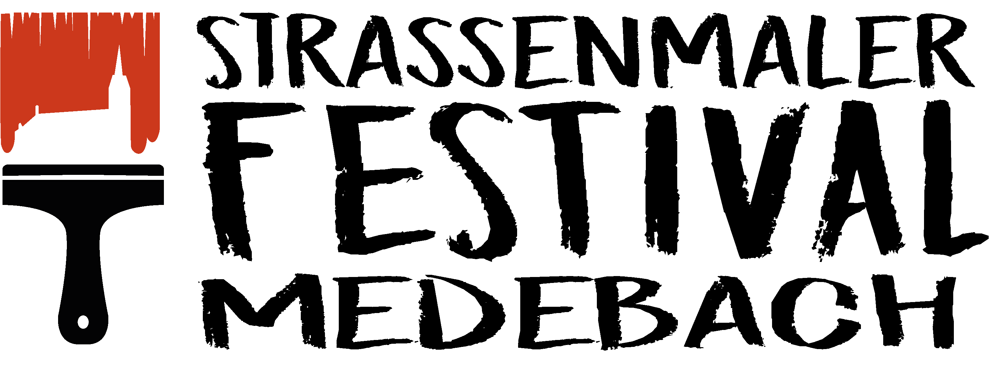 STRASSENMALER
FESTIVAL
MEDEBACH